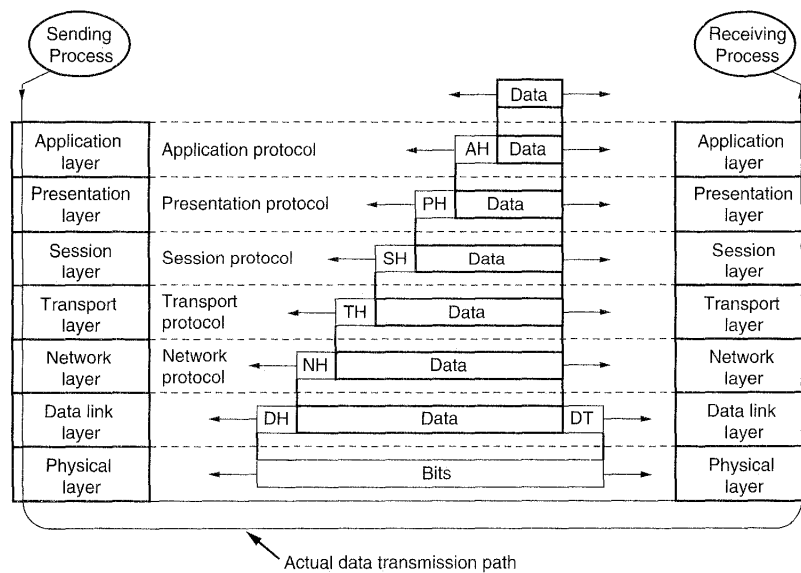 Sending
Process
Receiving
Process
Data
Application
layer
Application protocol
AH
Data
Application
layer
Presentation
layer
Presentation protocol
PH
Data
Presentation
layer
Session
layer
Session protocol
SH
Data
Session
layer
Transport
layer
Transport
protocol
TH
Data
Transport
layer
Network
layer
Network
protocol
NH
Data
Network
layer
Data link
layer
DH
Data
DT
Data link
layer
Physical
layer
Bits
Physical
layer
Actual data transmission path